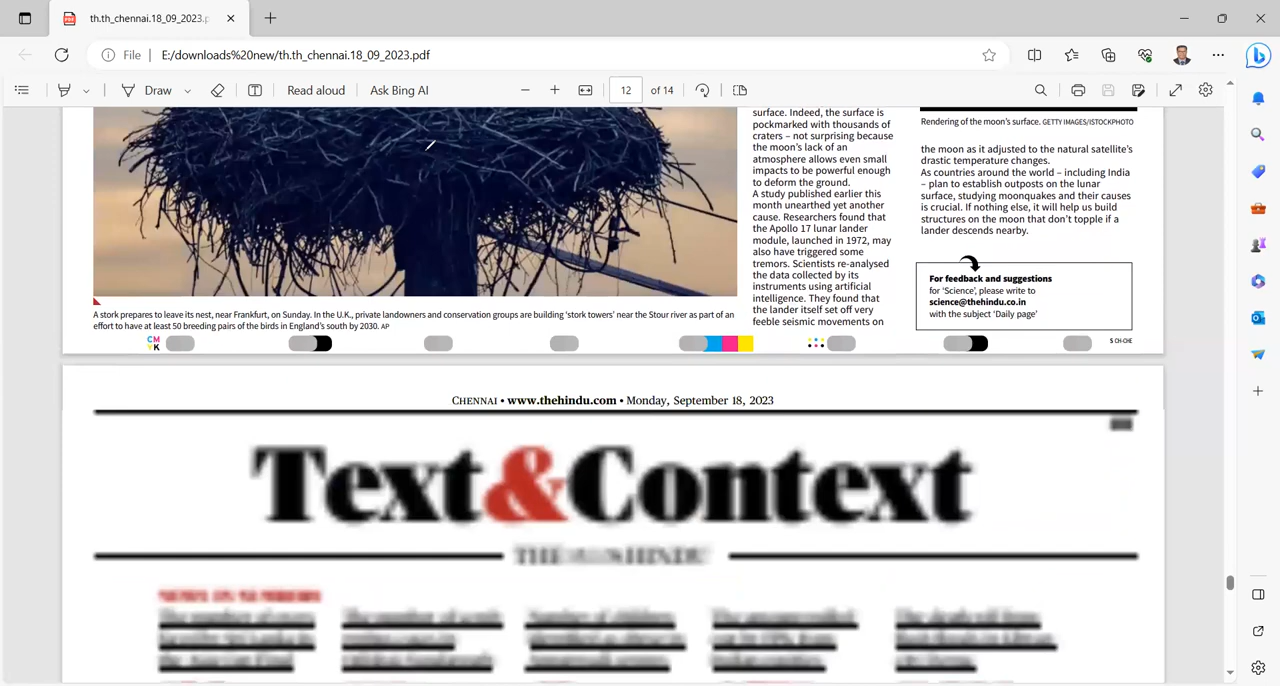 th.th_chennai.18_09_2023.p
File
E:/downloads%20new/th.th_chennai.18_09_2023.pdf
Draw
Read aloud
Ask Bing AI
12
of 14
A stork prepares to leave its nest, near Frankfurt, on Sunday. In the U.K., private landowners and conservation groups are building ‘stork towers’ near the Stour river as part of an
effort to have at least 50 breeding pairs of the birds in England’s south by 2030. AP
surface. Indeed, the surface is
pockmarked with thousands of
craters – not surprising because
the moon’s lack of an
atmosphere allows even small
impacts to be powerful enough
to deform the ground.
A study published earlier this
month unearthed yet another
cause. Researchers found that
the Apollo 17 lunar lander
module, launched in 1972, may
also have triggered some
tremors. Scientists re-analysed
the data collected by its
instruments using artificial
intelligence. They found that
the lander itself set off very
feeble seismic movements on
Rendering of the moon’s surface. GETTY IMAGES/ISTOCKPHOTO
the moon as it adjusted to the natural satellite’s
drastic temperature changes.
As countries around the world – including India
– plan to establish outposts on the lunar
surface, studying moonquakes and their causes
is crucial. If nothing else, it will help us build
structures on the moon that don’t topple if a
lander descends nearby.
For feedback and suggestions
for ‘Science’, please write to
science@thehindu.co.in
with the subject ‘Daily page’
CM
YK
S CH-CHE
CHENNAI • www.thehindu.com • Monday, September 18, 2023
Text&Context
THE HINDU